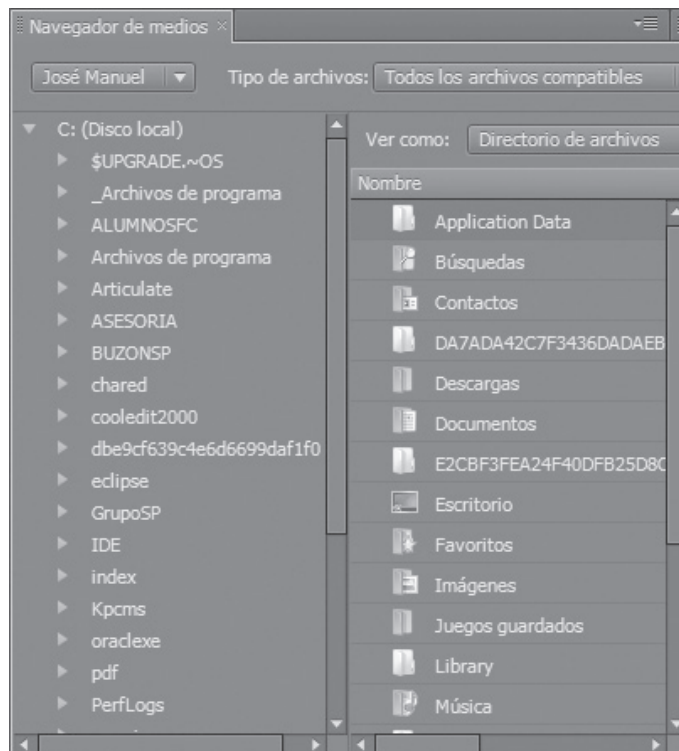 Navegador de medios
José Manuel
Tipo de archivos: Todos los archivos compatibles
C: (Disco local)
$UPGRADE.~OS
_Archivos de programa
ALUMNOSFC
Archivos de programa
Articulate
ASESORIA
BUZONSP
chared
cooledit2000
dbe9cf639c4e6d6699daf1f0
eclipse
GrupoSP
IDE
index
Kpcms
oraclexe
pdf
PerfLogs
Ver como: Directorio de archivos
Nombre
Application Data
Búsquedas
Contactos
DA7ADA42C7F3436DADAEB
Descargas
Documentos
E2CBF3FEA24F40DFB25D8C
Escritorio
Favoritos
Imágenes
Juegos guardados
Library
Música